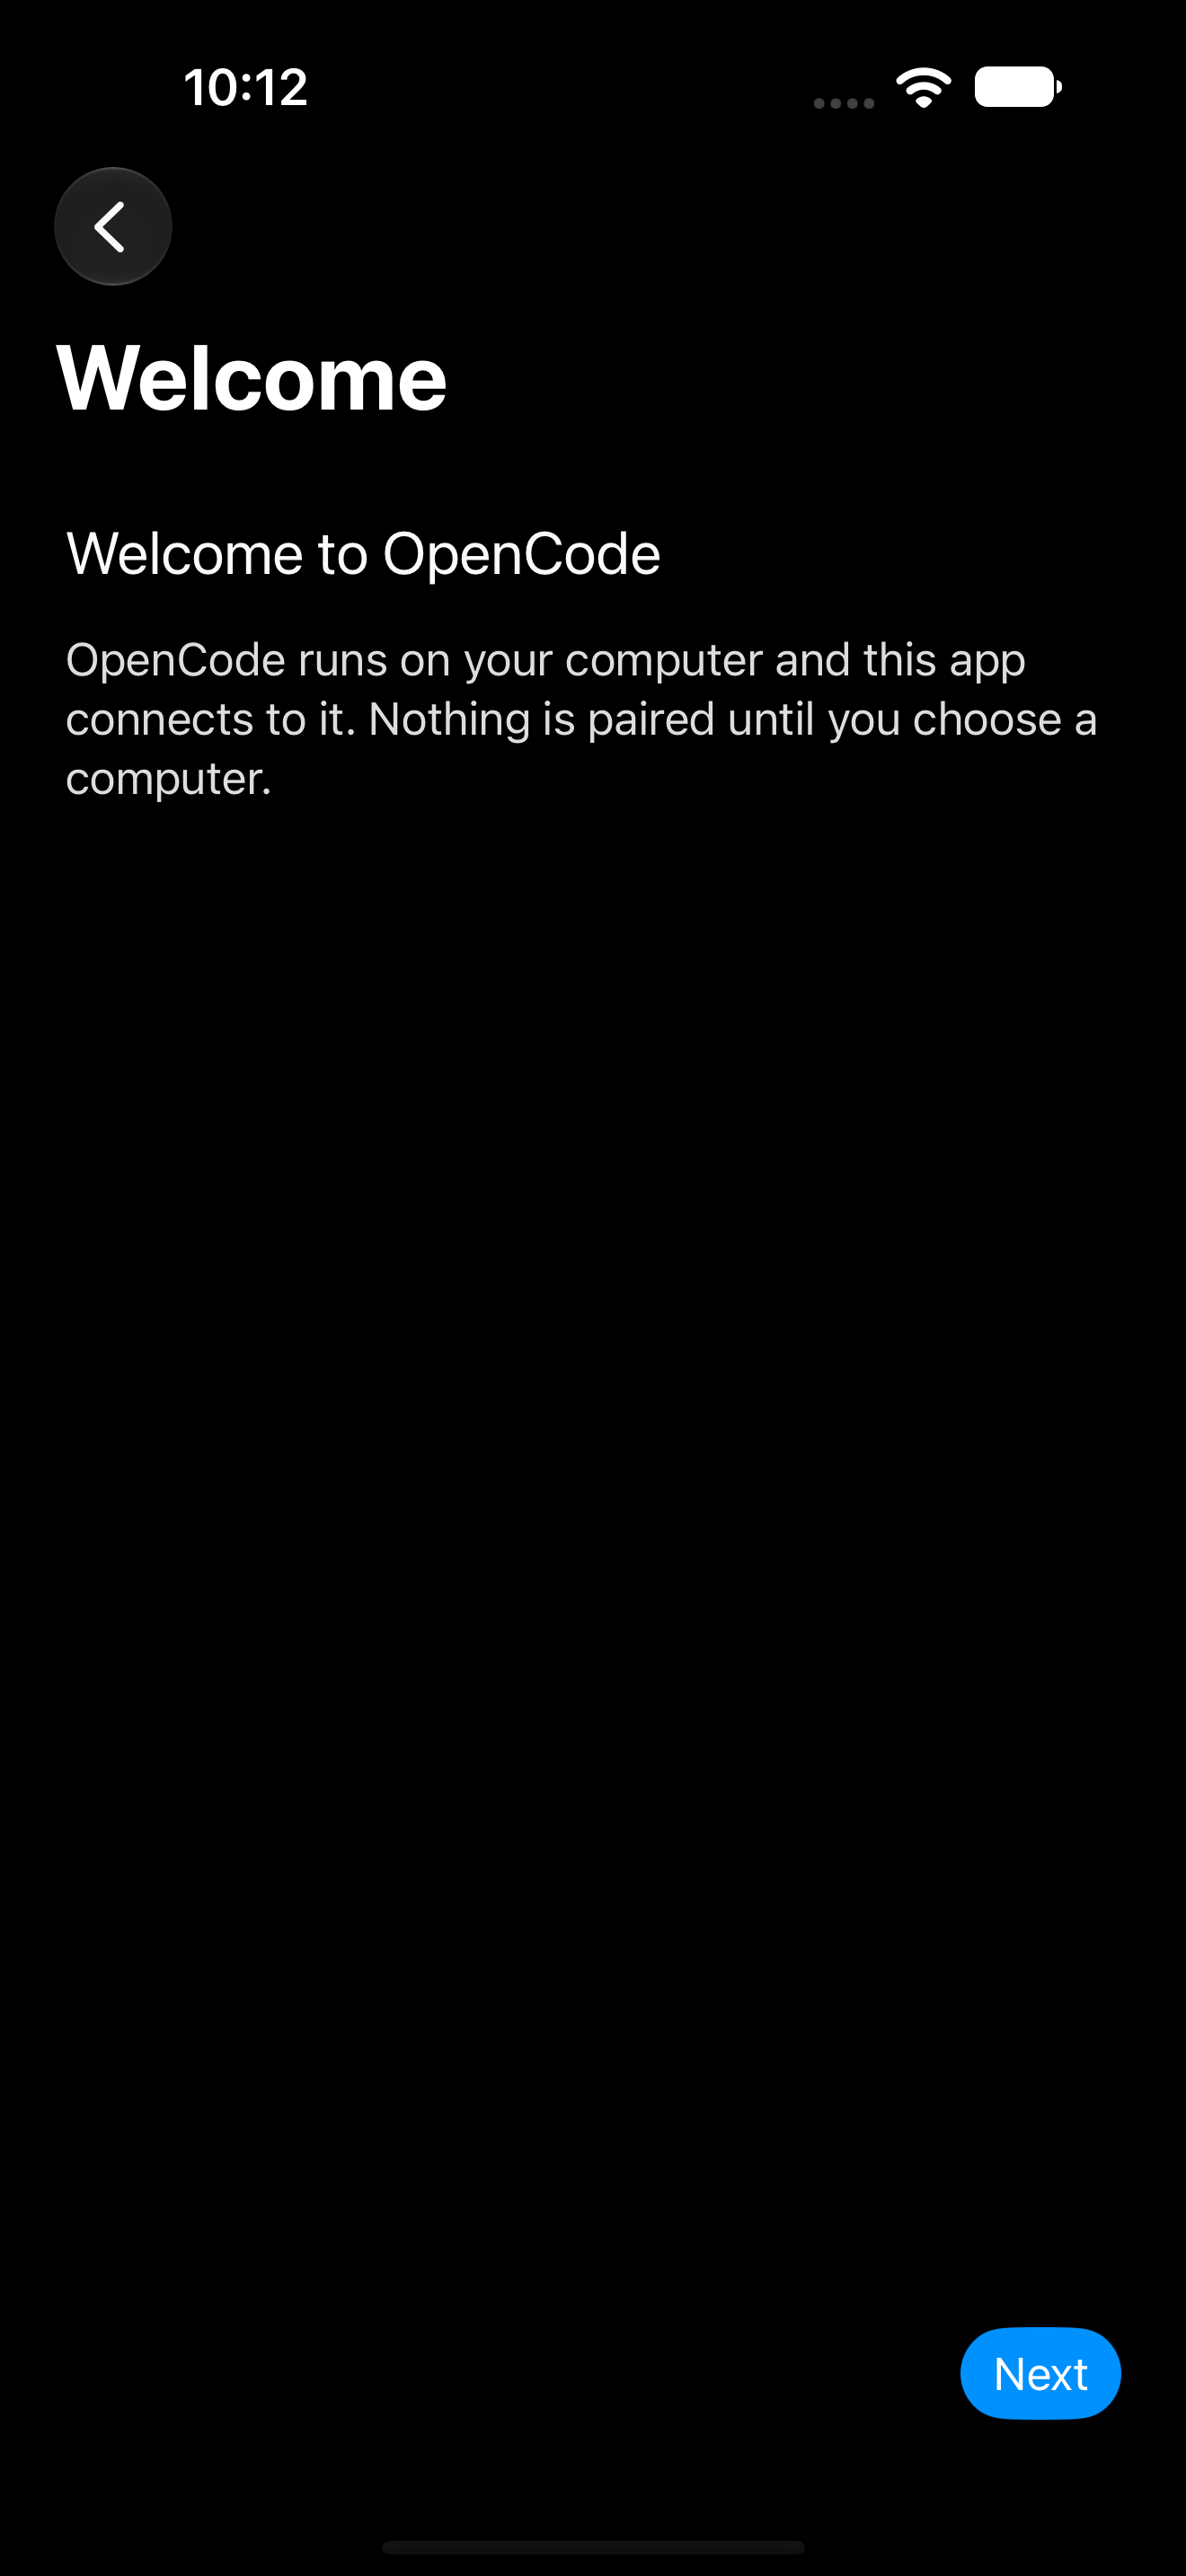 10:12
Welcome
Welcome to OpenCode
OpenCode runs on your computer and this app
connects to it. Nothing is paired until you choose a
computer.
Next